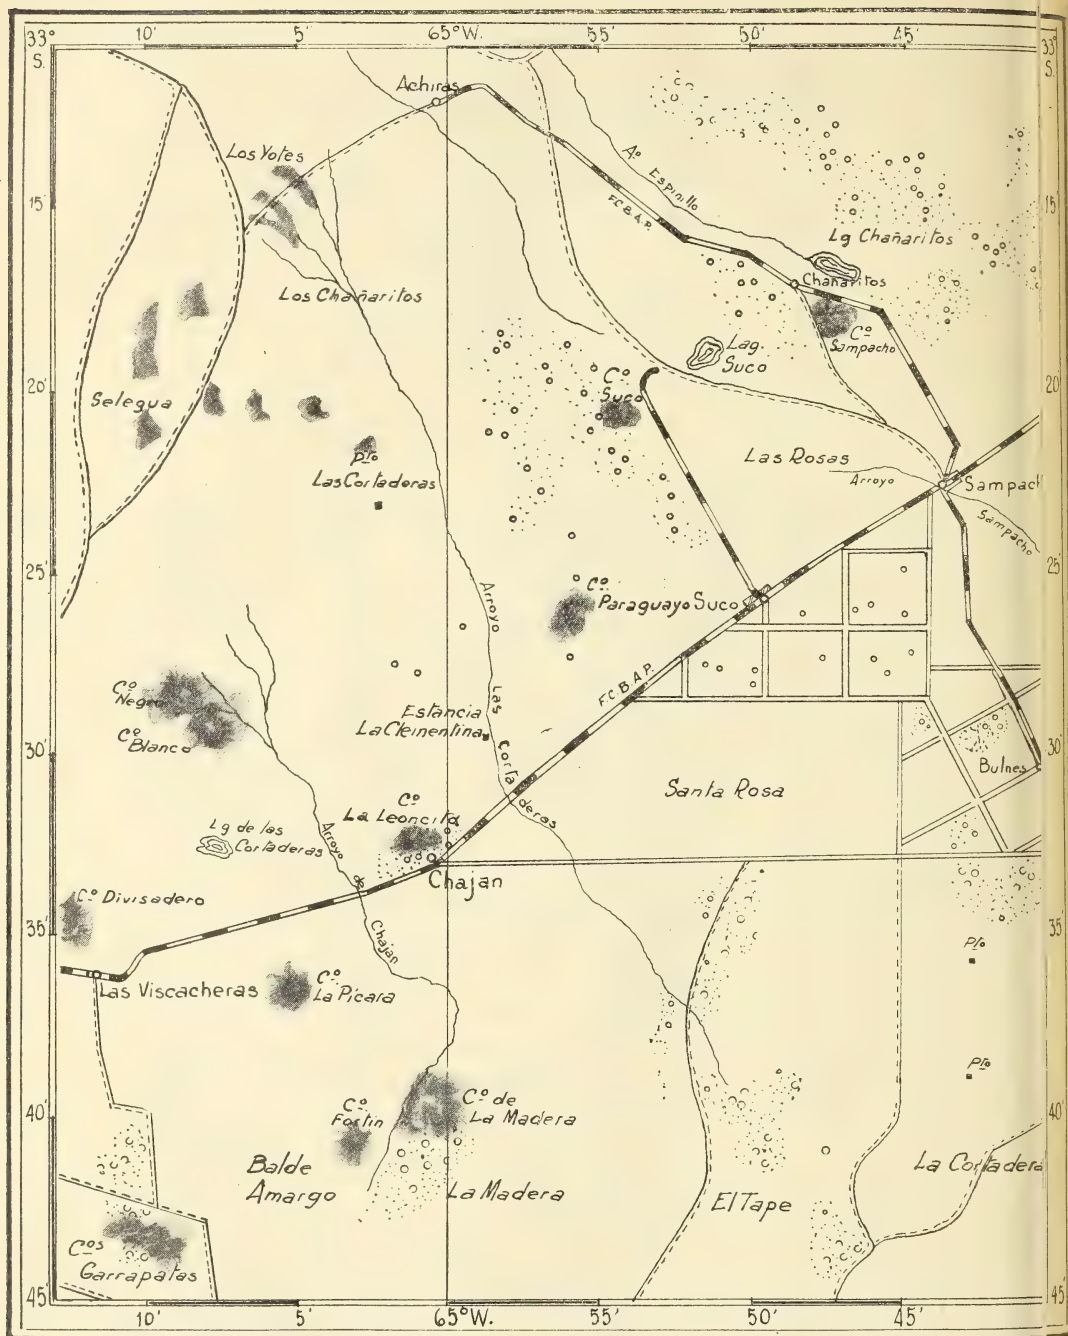 33° 10' 5' 65°W. 55' 50' 45' 33°
S. S.
Achiras
Los Yotes
Aº Espinillo
F.C.B.A.P.
15' 15'
Lg Chañaritos
Chañaritos
Los Chañaritos
Cº
Sampacho
Lag.
Suco
20' 20'
Cº
Suco
Selegua
Pto
Las Cortaderas
Las Rosas
Arroyo Sampacho
Sampach
25' 25'
Cº
Paraguayo Suco
Arroyo Las Cortaderas
F.C.B.A.P.
Cº
Negro
Cº
Blanco
Estancia
La Clementina
30' 30'
Bulnes
Santa Rosa
Cº
La Leoncita
Lg de las
Cortaderas
Arroyo de Chajan
Chajan
Cº Divisadero
35' 35'
Pto
Las Viscacheras
Cº
La Picara
Pto
40' 40'
Cº
Fortin
Cº de
La Madera
Balde
Amargo
La Madera
El Tape
La Cortadera
Cºs
Garrapatas
45' 45'
10' 5' 65°W. 55' 50' 45'